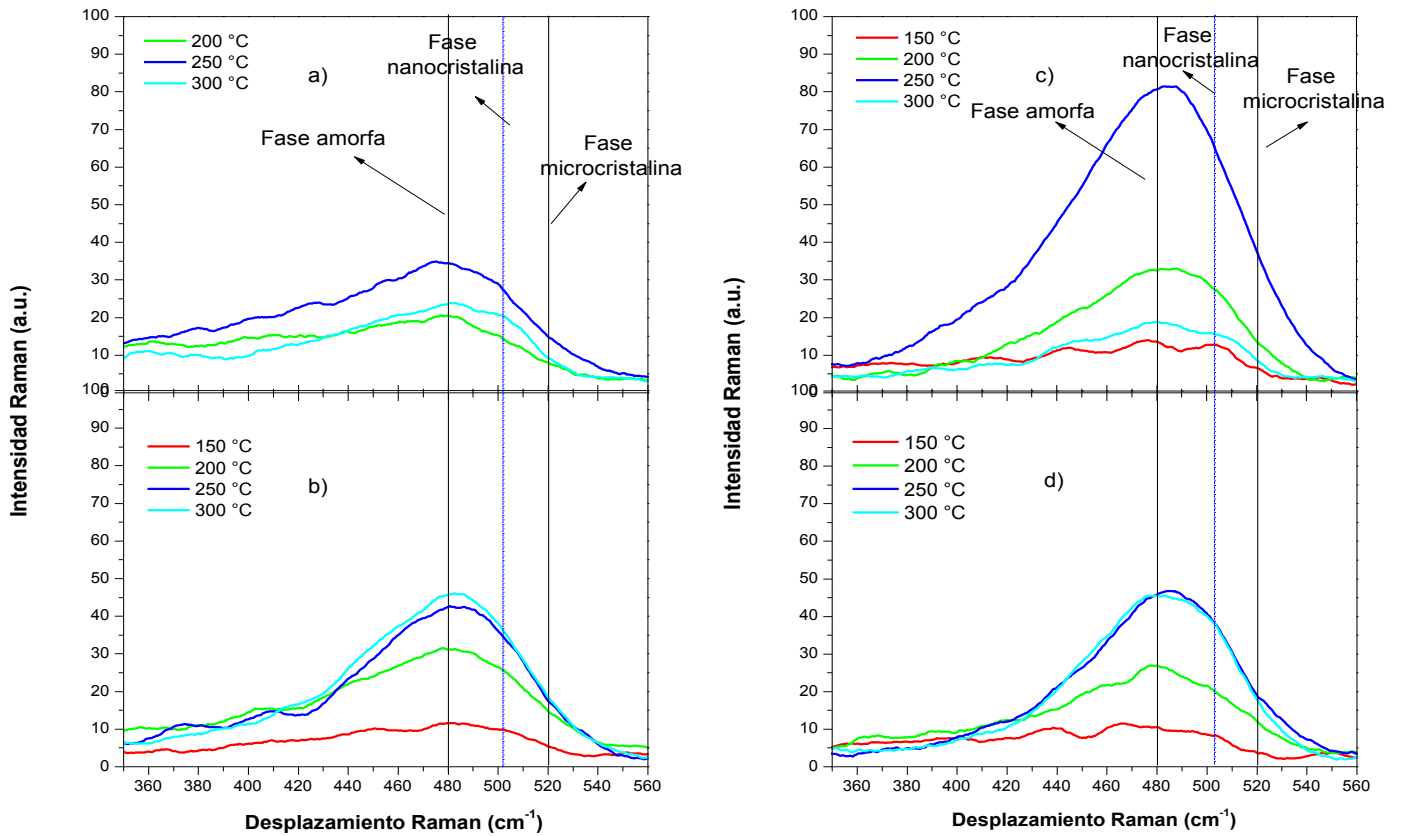 100
90
80
70
60
50
40
30
20
10
0
200 °C
250 °C
300 °C
a)
Fase
nanocristalina
Fase amorfa
Fase
microcristalina
Intensidad Raman (a.u.)
100
90
80
70
60
50
40
30
20
10
0
150 °C
200 °C
250 °C
300 °C
b)
360 380 400 420 440 460 480 500 520 540 560
Desplazamiento Raman (cm⁻¹)
100
90
80
70
60
50
40
30
20
10
0
150 °C
200 °C
250 °C
300 °C
c)
Fase
nanocristalina
Fase amorfa
Fase
microcristalina
Intensidad Raman (a.u.)
100
90
80
70
60
50
40
30
20
10
0
150 °C
200 °C
250 °C
300 °C
d)
360 380 400 420 440 460 480 500 520 540 560
Desplazamiento Raman (cm⁻¹)